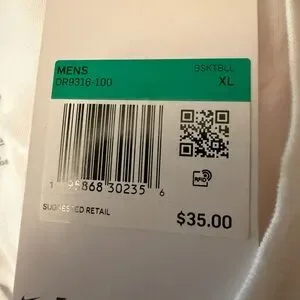 MENS BSKTBLL
DR9316-100 XL
1 95868 30235 6
SUGGESTED RETAIL
$35.00